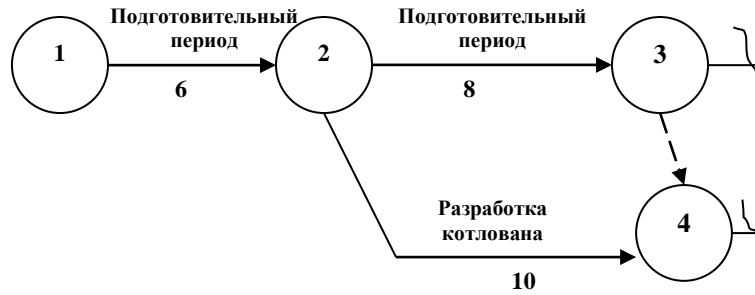 Подготовительный
период
Подготовительный
период
1
2
3
6
8
4
Разработка
котлована
10